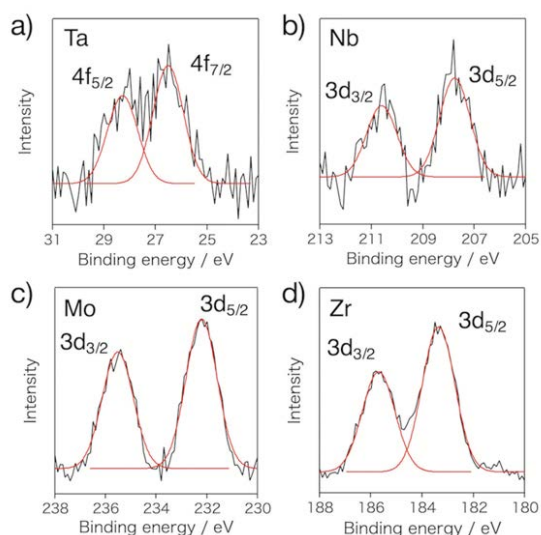 a) Ta
4f5/2
4f7/2
Intensity
31 29 27 25 23
Binding energy / eV
b) Nb
3d3/2
3d5/2
Intensity
213 211 209 207 205
Binding energy / eV
c) Mo
3d3/2
3d5/2
Intensity
238 236 234 232 230
Binding energy / eV
d) Zr
3d3/2
3d5/2
Intensity
188 186 184 182 180
Binding energy / eV